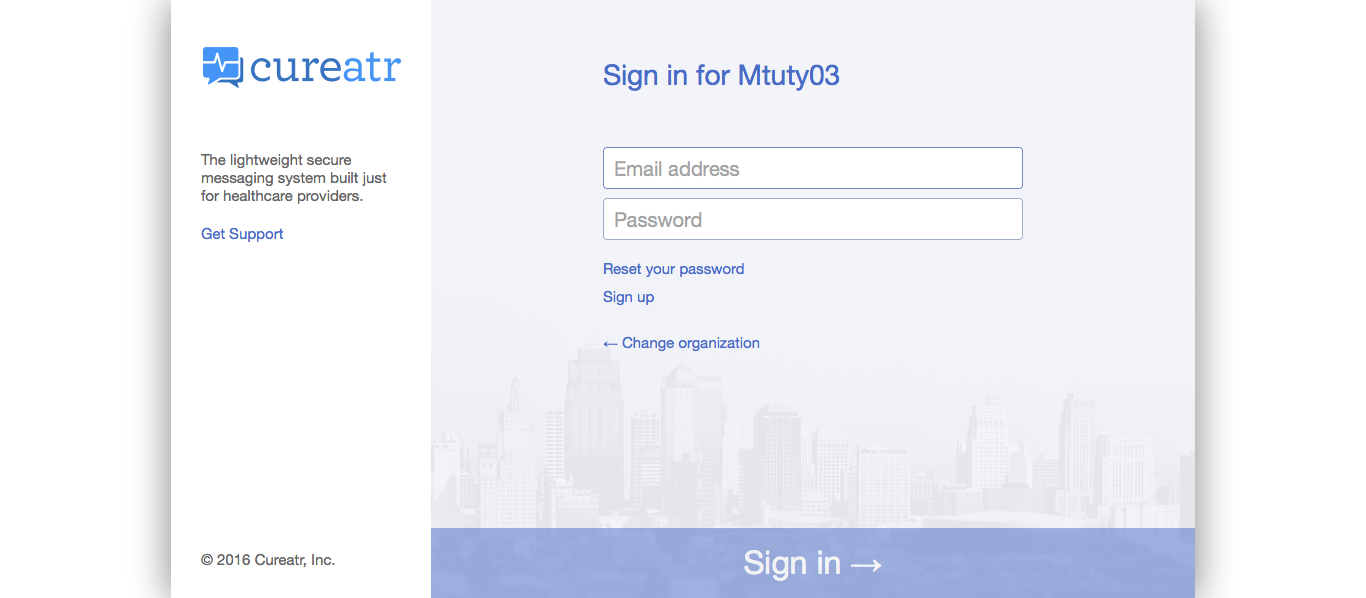 cureatr
The lightweight secure
messaging system built just
for healthcare providers.
Get Support
© 2016 Cureatr, Inc.
Sign in for Mtuty03
Email address
Password
Reset your password
Sign up
← Change organization
Sign in →